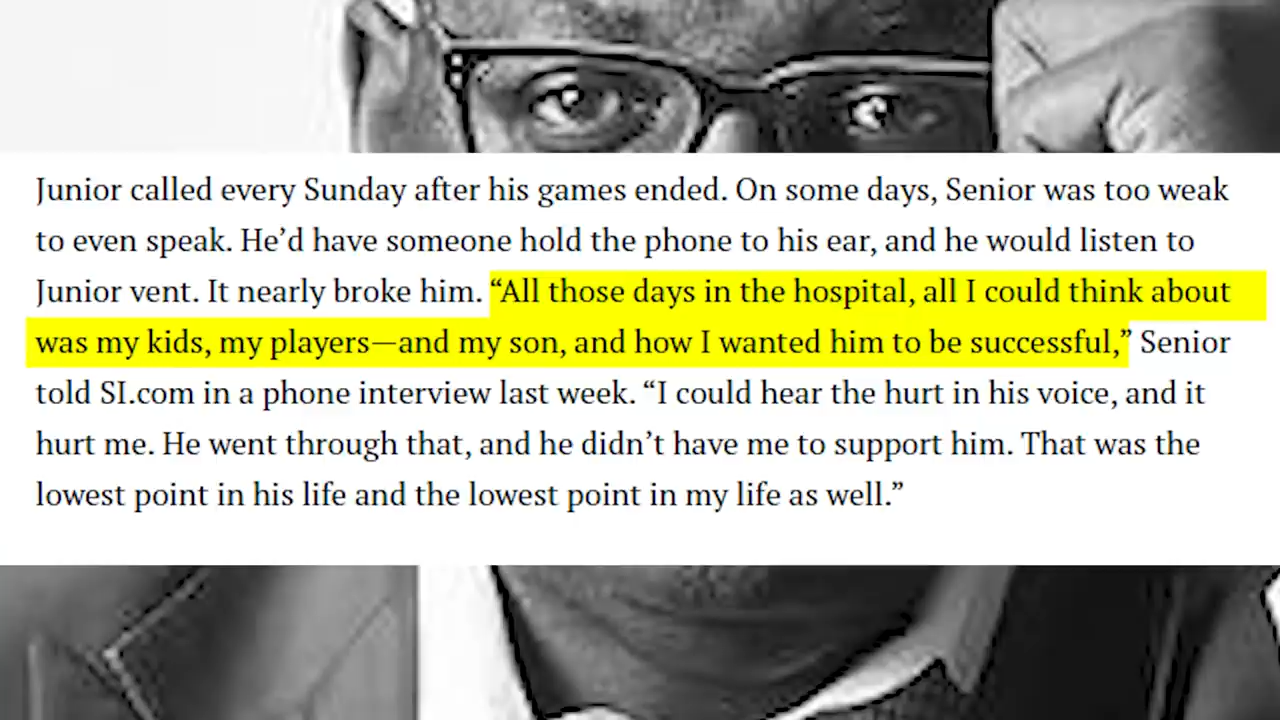 Junior called every Sunday after his games ended. On some days, Senior was too weak
to even speak. He’d have someone hold the phone to his ear, and he would listen to
Junior vent. It nearly broke him. “All those days in the hospital, all I could think about
was my kids, my players—and my son, and how I wanted him to be successful,” Senior
told SI.com in a phone interview last week. “I could hear the hurt in his voice, and it
hurt me. He went through that, and he didn’t have me to support him. That was the
lowest point in his life and the lowest point in my life as well.”